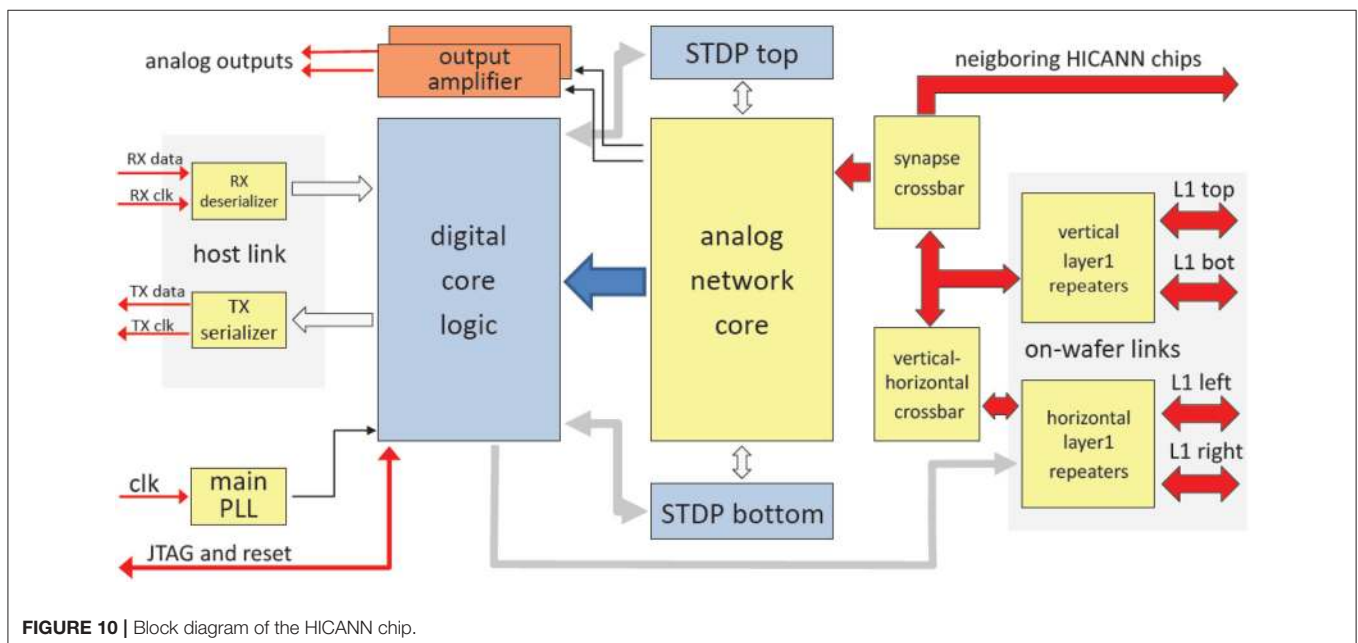 analog outputs
output
amplifier
STDP top
neigboring HICANN chips
RX data
RX clk
RX
deserializer
host link
TX data
TX clk
TX
serializer
digital
core
logic
analog
network
core
synapse
crossbar
vertical
layer1
repeaters
L1 top
L1 bot
on-wafer links
vertical-
horizontal
crossbar
horizontal
layer1
repeaters
L1 left
L1 right
clk
main
PLL
STDP bottom
JTAG and reset
FIGURE 10 | Block diagram of the HICANN chip.